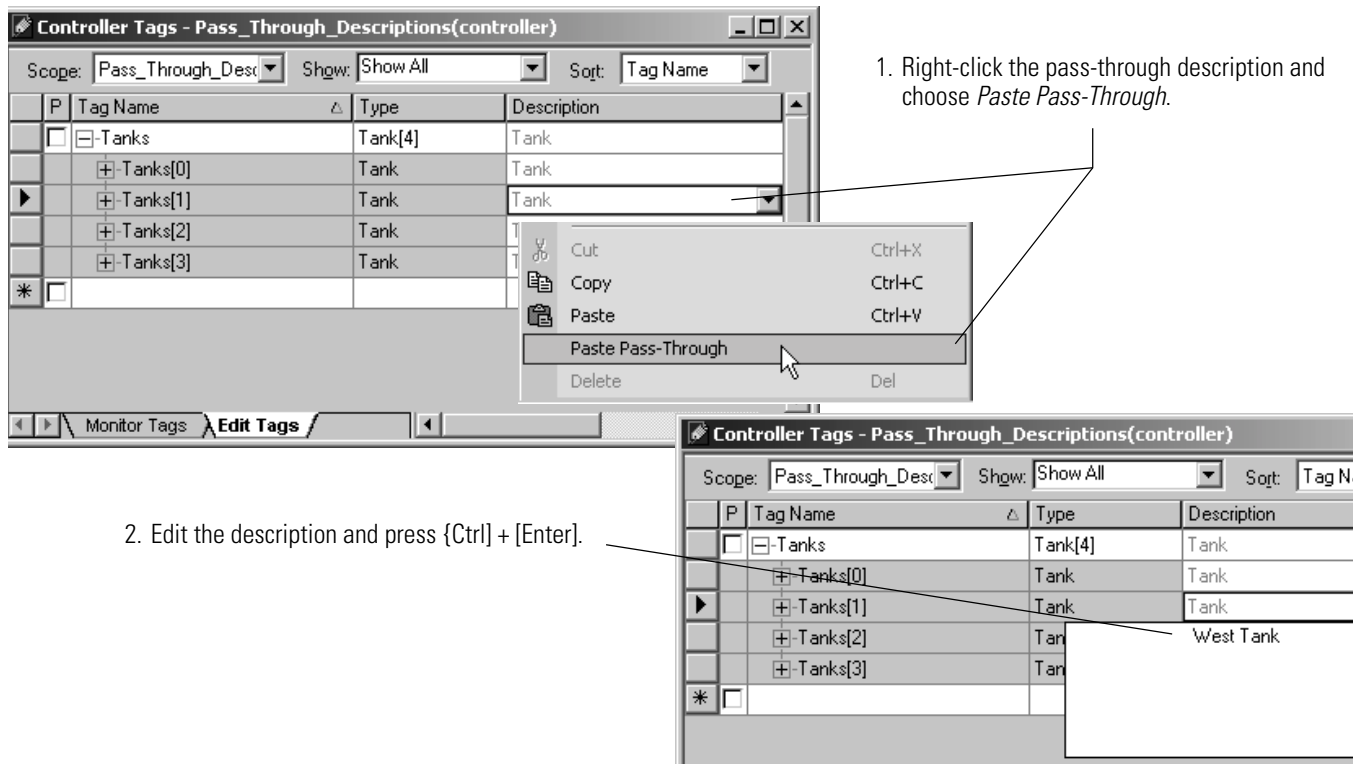 Controller Tags - Pass_Through_Descriptions(controller)
Scope: Pass_Through_Desc Show: Show All Sort: Tag Name
P Tag Name Type Description
Tanks Tank[4] Tank
Tanks[0] Tank Tank
Tanks[1] Tank Tank
Tanks[2] Tank T
Tanks[3] Tank T
Cut Ctrl+X
Copy Ctrl+C
Paste Ctrl+V
Paste Pass-Through
Delete Del
Monitor Tags Edit Tags
1. Right-click the pass-through description and
choose Paste Pass-Through.
2. Edit the description and press {Ctrl] + [Enter].
Controller Tags - Pass_Through_Descriptions(controller)
Scope: Pass_Through_Desc Show: Show All Sort: Tag N
P Tag Name Type Description
Tanks Tank[4] Tank
Tanks[0] Tank Tank
Tanks[1] Tank Tank
Tanks[2] Tan West Tank
Tanks[3] Tan